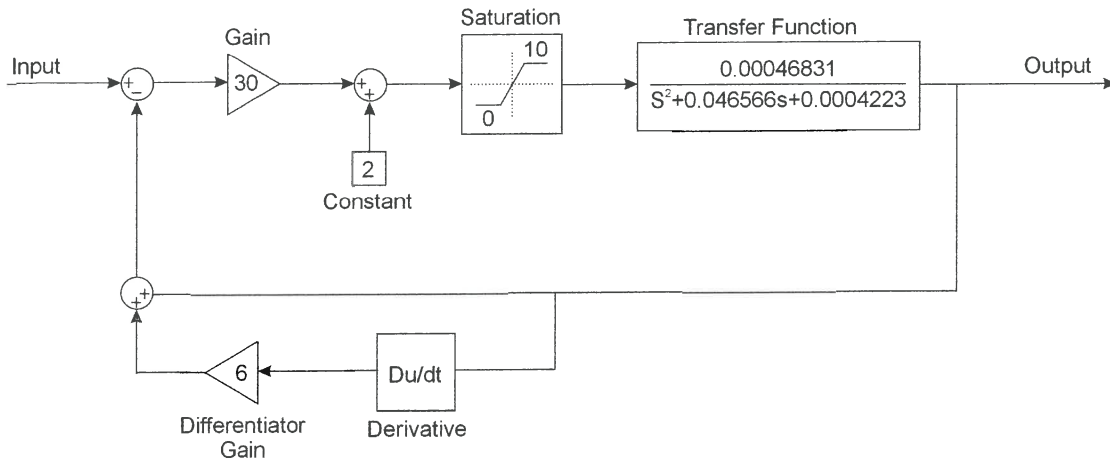 Saturation
Gain
Transfer Function
Input
+
−
30
+
+
10
0
0.00046831
S²+0.046566s+0.0004223
Output
2
Constant
+
+
6
Du/dt
Differentiator
Gain
Derivative